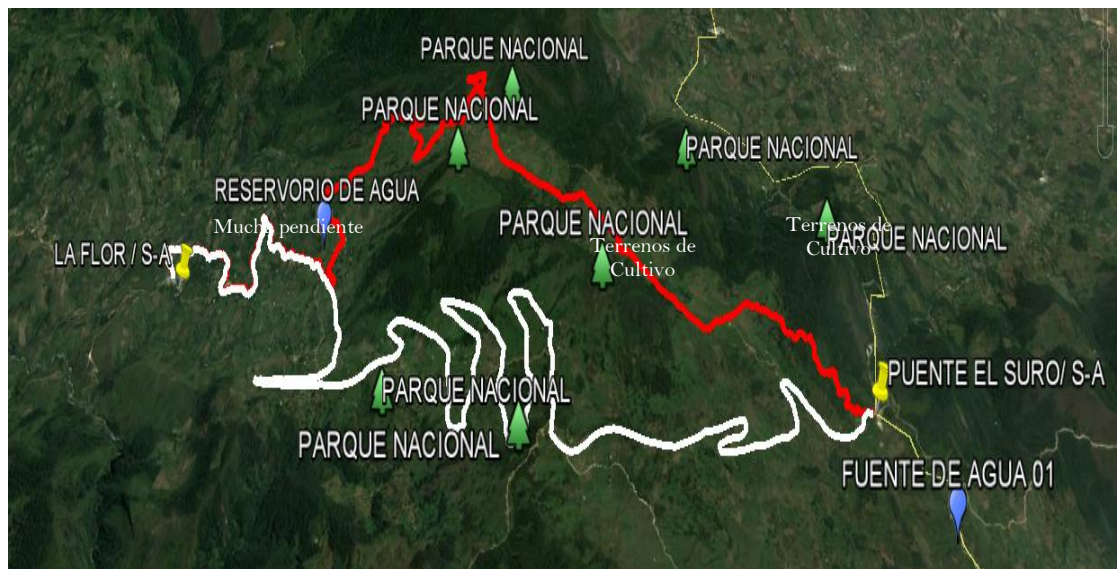 PARQUE NACIONAL
PARQUE NACIONAL
PARQUE NACIONAL
RESERVORIO DE AGUA
Mucha pendiente
PARQUE NACIONAL
Terrenos de
Cultivo
Terrenos de
Cultivo
PARQUE NACIONAL
LA FLOR / S-A
PUENTE EL SURO/ S-A
PARQUE NACIONAL
PARQUE NACIONAL
FUENTE DE AGUA 01